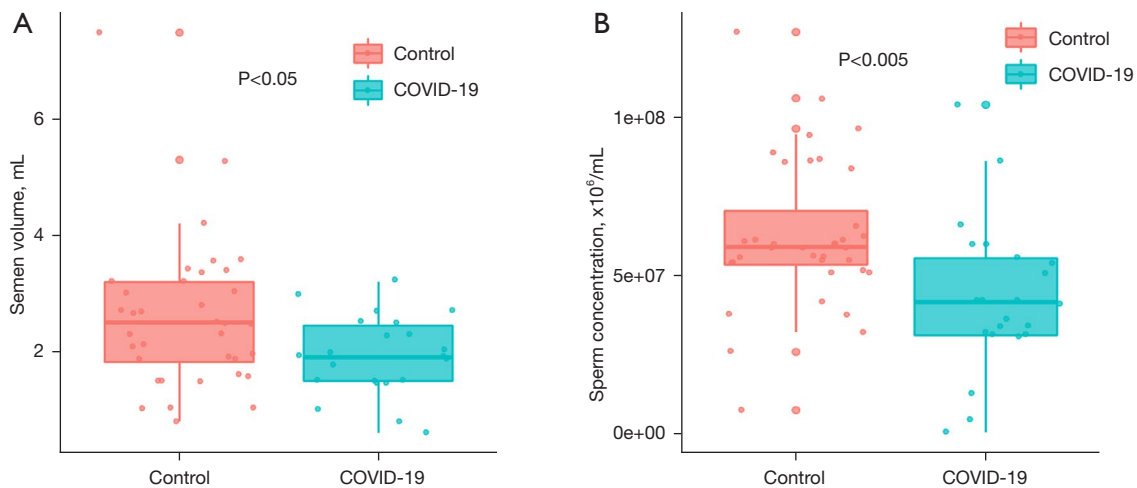 A
Control
COVID-19
P<0.05
6
4
2
Semen volume, mL
Control
COVID-19
B
Control
COVID-19
P<0.005
1e+08
5e+07
0e+00
Sperm concentration, x10⁶/mL
Control
COVID-19